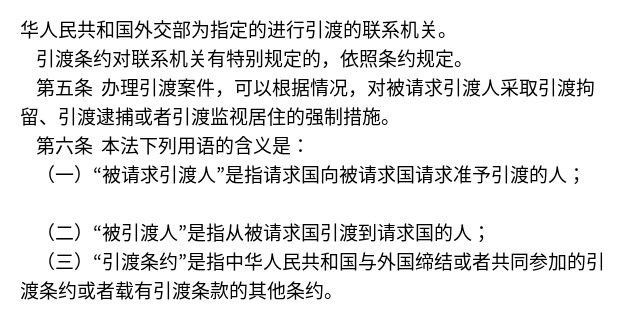 华人民共和国外交部为指定的进行引渡的联系机关。
引渡条约对联系机关有特别规定的，依照条约规定。
第五条 办理引渡案件，可以根据情况，对被请求引渡人采取引渡拘
留、引渡逮捕或者引渡监视居住的强制措施。
第六条 本法下列用语的含义是：
（一）“被请求引渡人”是指请求国向被请求国请求准予引渡的人；
（二）“被引渡人”是指从被请求国引渡到请求国的人；
（三）“引渡条约”是指中华人民共和国与外国缔结或者共同参加的引
渡条约或者载有引渡条款的其他条约。